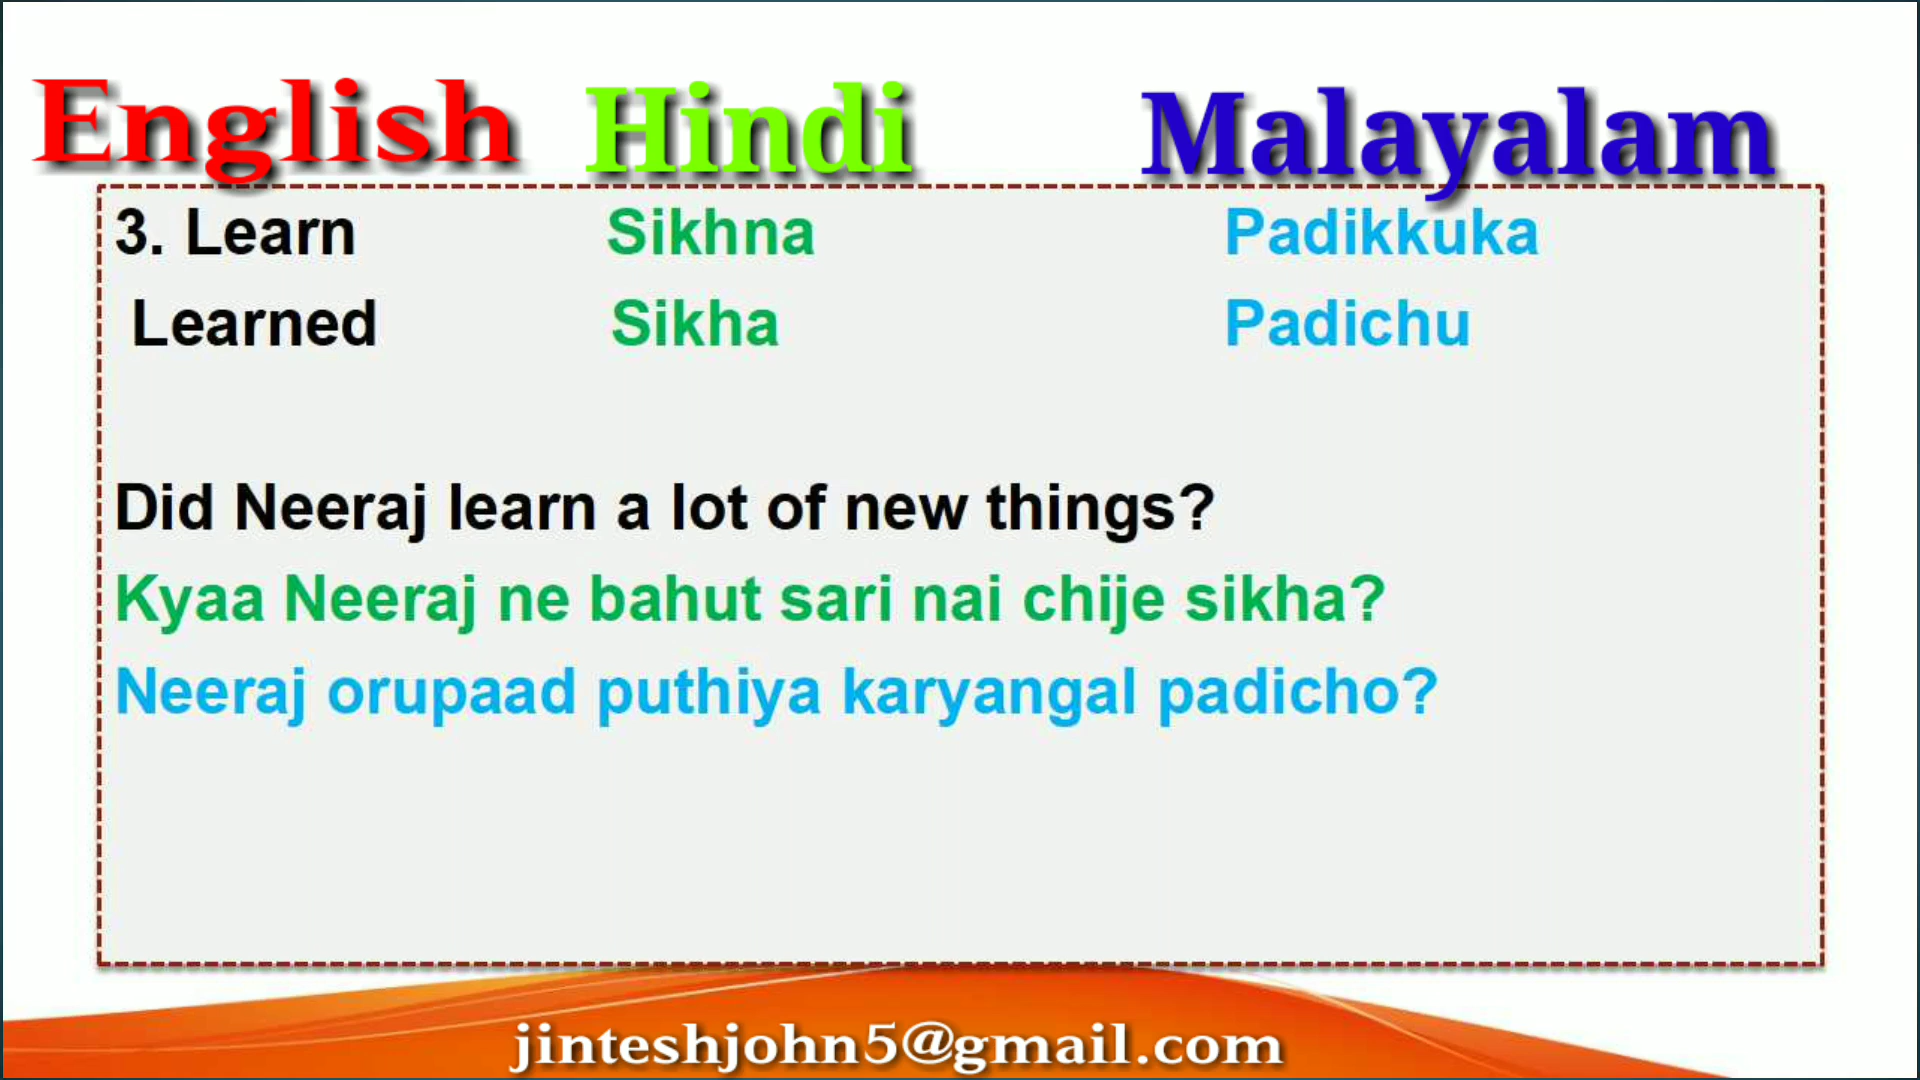 English Hindi Malayalam
3. Learn Sikhna Padikkuka
Learned Sikha Padichu
Did Neeraj learn a lot of new things?
Kyaa Neeraj ne bahut sari nai chije sikha?
Neeraj orupaad puthiya karyangal padicho?
jinteshjohn5@gmail.com